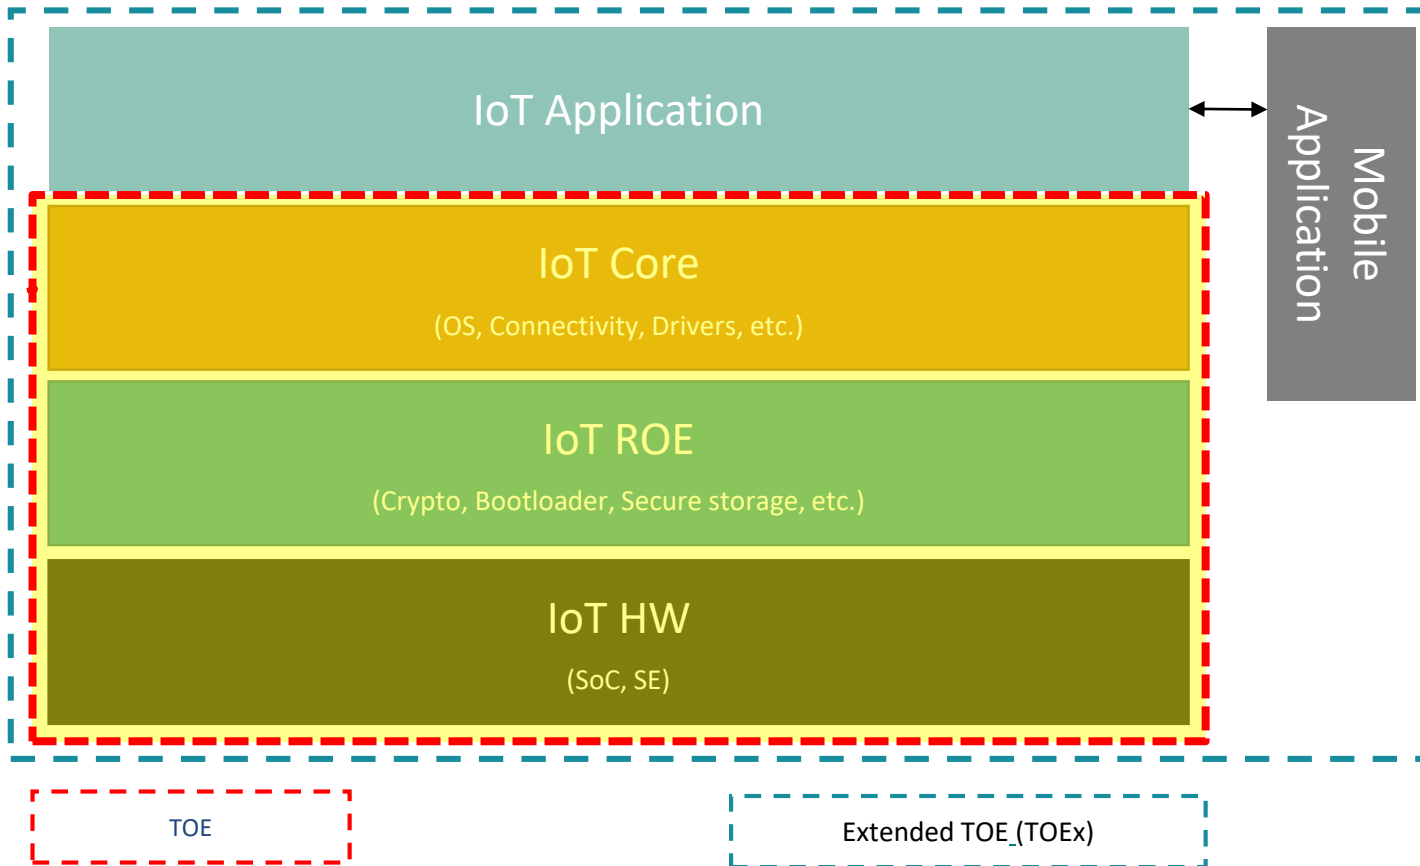 IoT Application
Mobile
Application
IoT Core
(OS, Connectivity, Drivers, etc.)
IoT ROE
(Crypto, Bootloader, Secure storage, etc.)
IoT HW
(SoC, SE)
TOE
Extended TOE (TOEx)